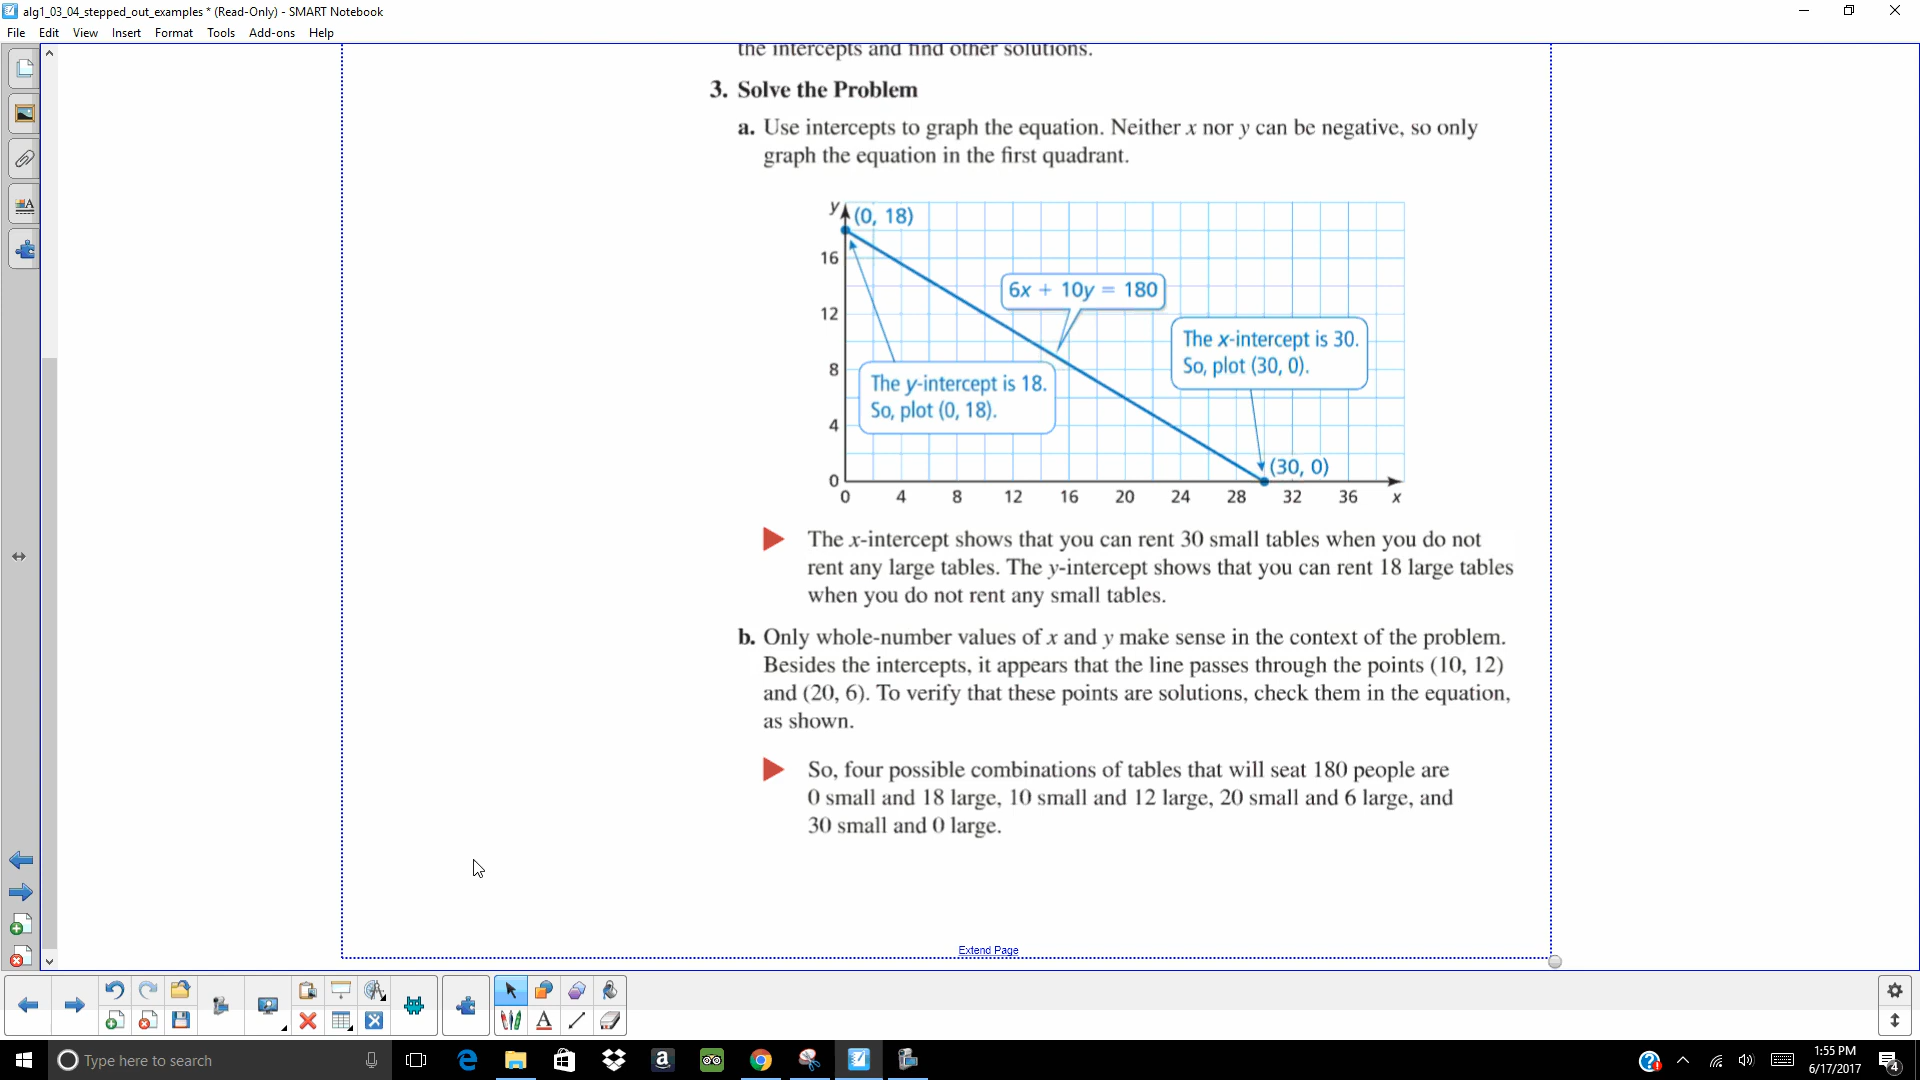 alg1_03_04_stepped_out_examples * (Read-Only) - SMART Notebook
File Edit View Insert Format Tools Add-ons Help
the intercepts and find other solutions.
3. Solve the Problem
a. Use intercepts to graph the equation. Neither x nor y can be negative, so only
graph the equation in the first quadrant.
y
(0, 18)
16
12
8
4
0
6x + 10y = 180
The x-intercept is 30.
So, plot (30, 0).
The y-intercept is 18.
So, plot (0, 18).
(30, 0)
0 4 8 12 16 20 24 28 32 36 x
The x-intercept shows that you can rent 30 small tables when you do not
rent any large tables. The y-intercept shows that you can rent 18 large tables
when you do not rent any small tables.
b. Only whole-number values of x and y make sense in the context of the problem.
Besides the intercepts, it appears that the line passes through the points (10, 12)
and (20, 6). To verify that these points are solutions, check them in the equation,
as shown.
So, four possible combinations of tables that will seat 180 people are
0 small and 18 large, 10 small and 12 large, 20 small and 6 large, and
30 small and 0 large.
Extend Page
Type here to search
1:55 PM
6/17/2017
4